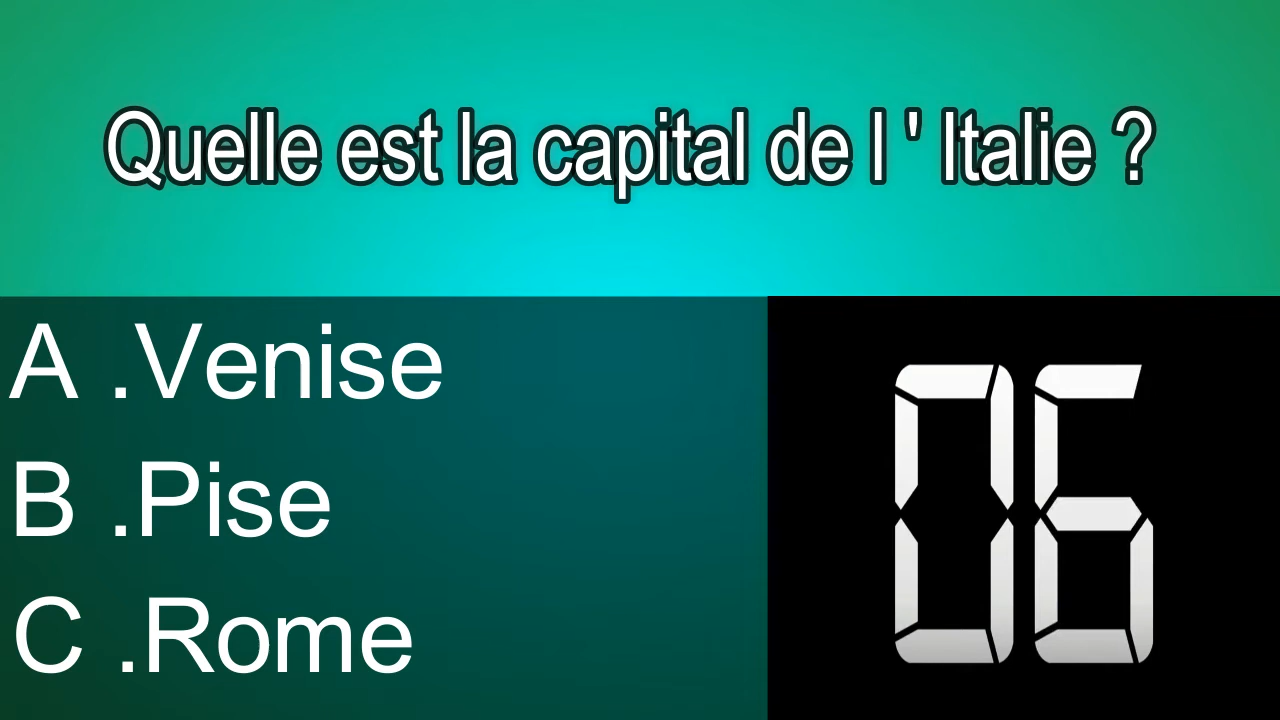 Quelle est la capital de l ' Italie ?
A .Venise
B .Pise
C .Rome
06